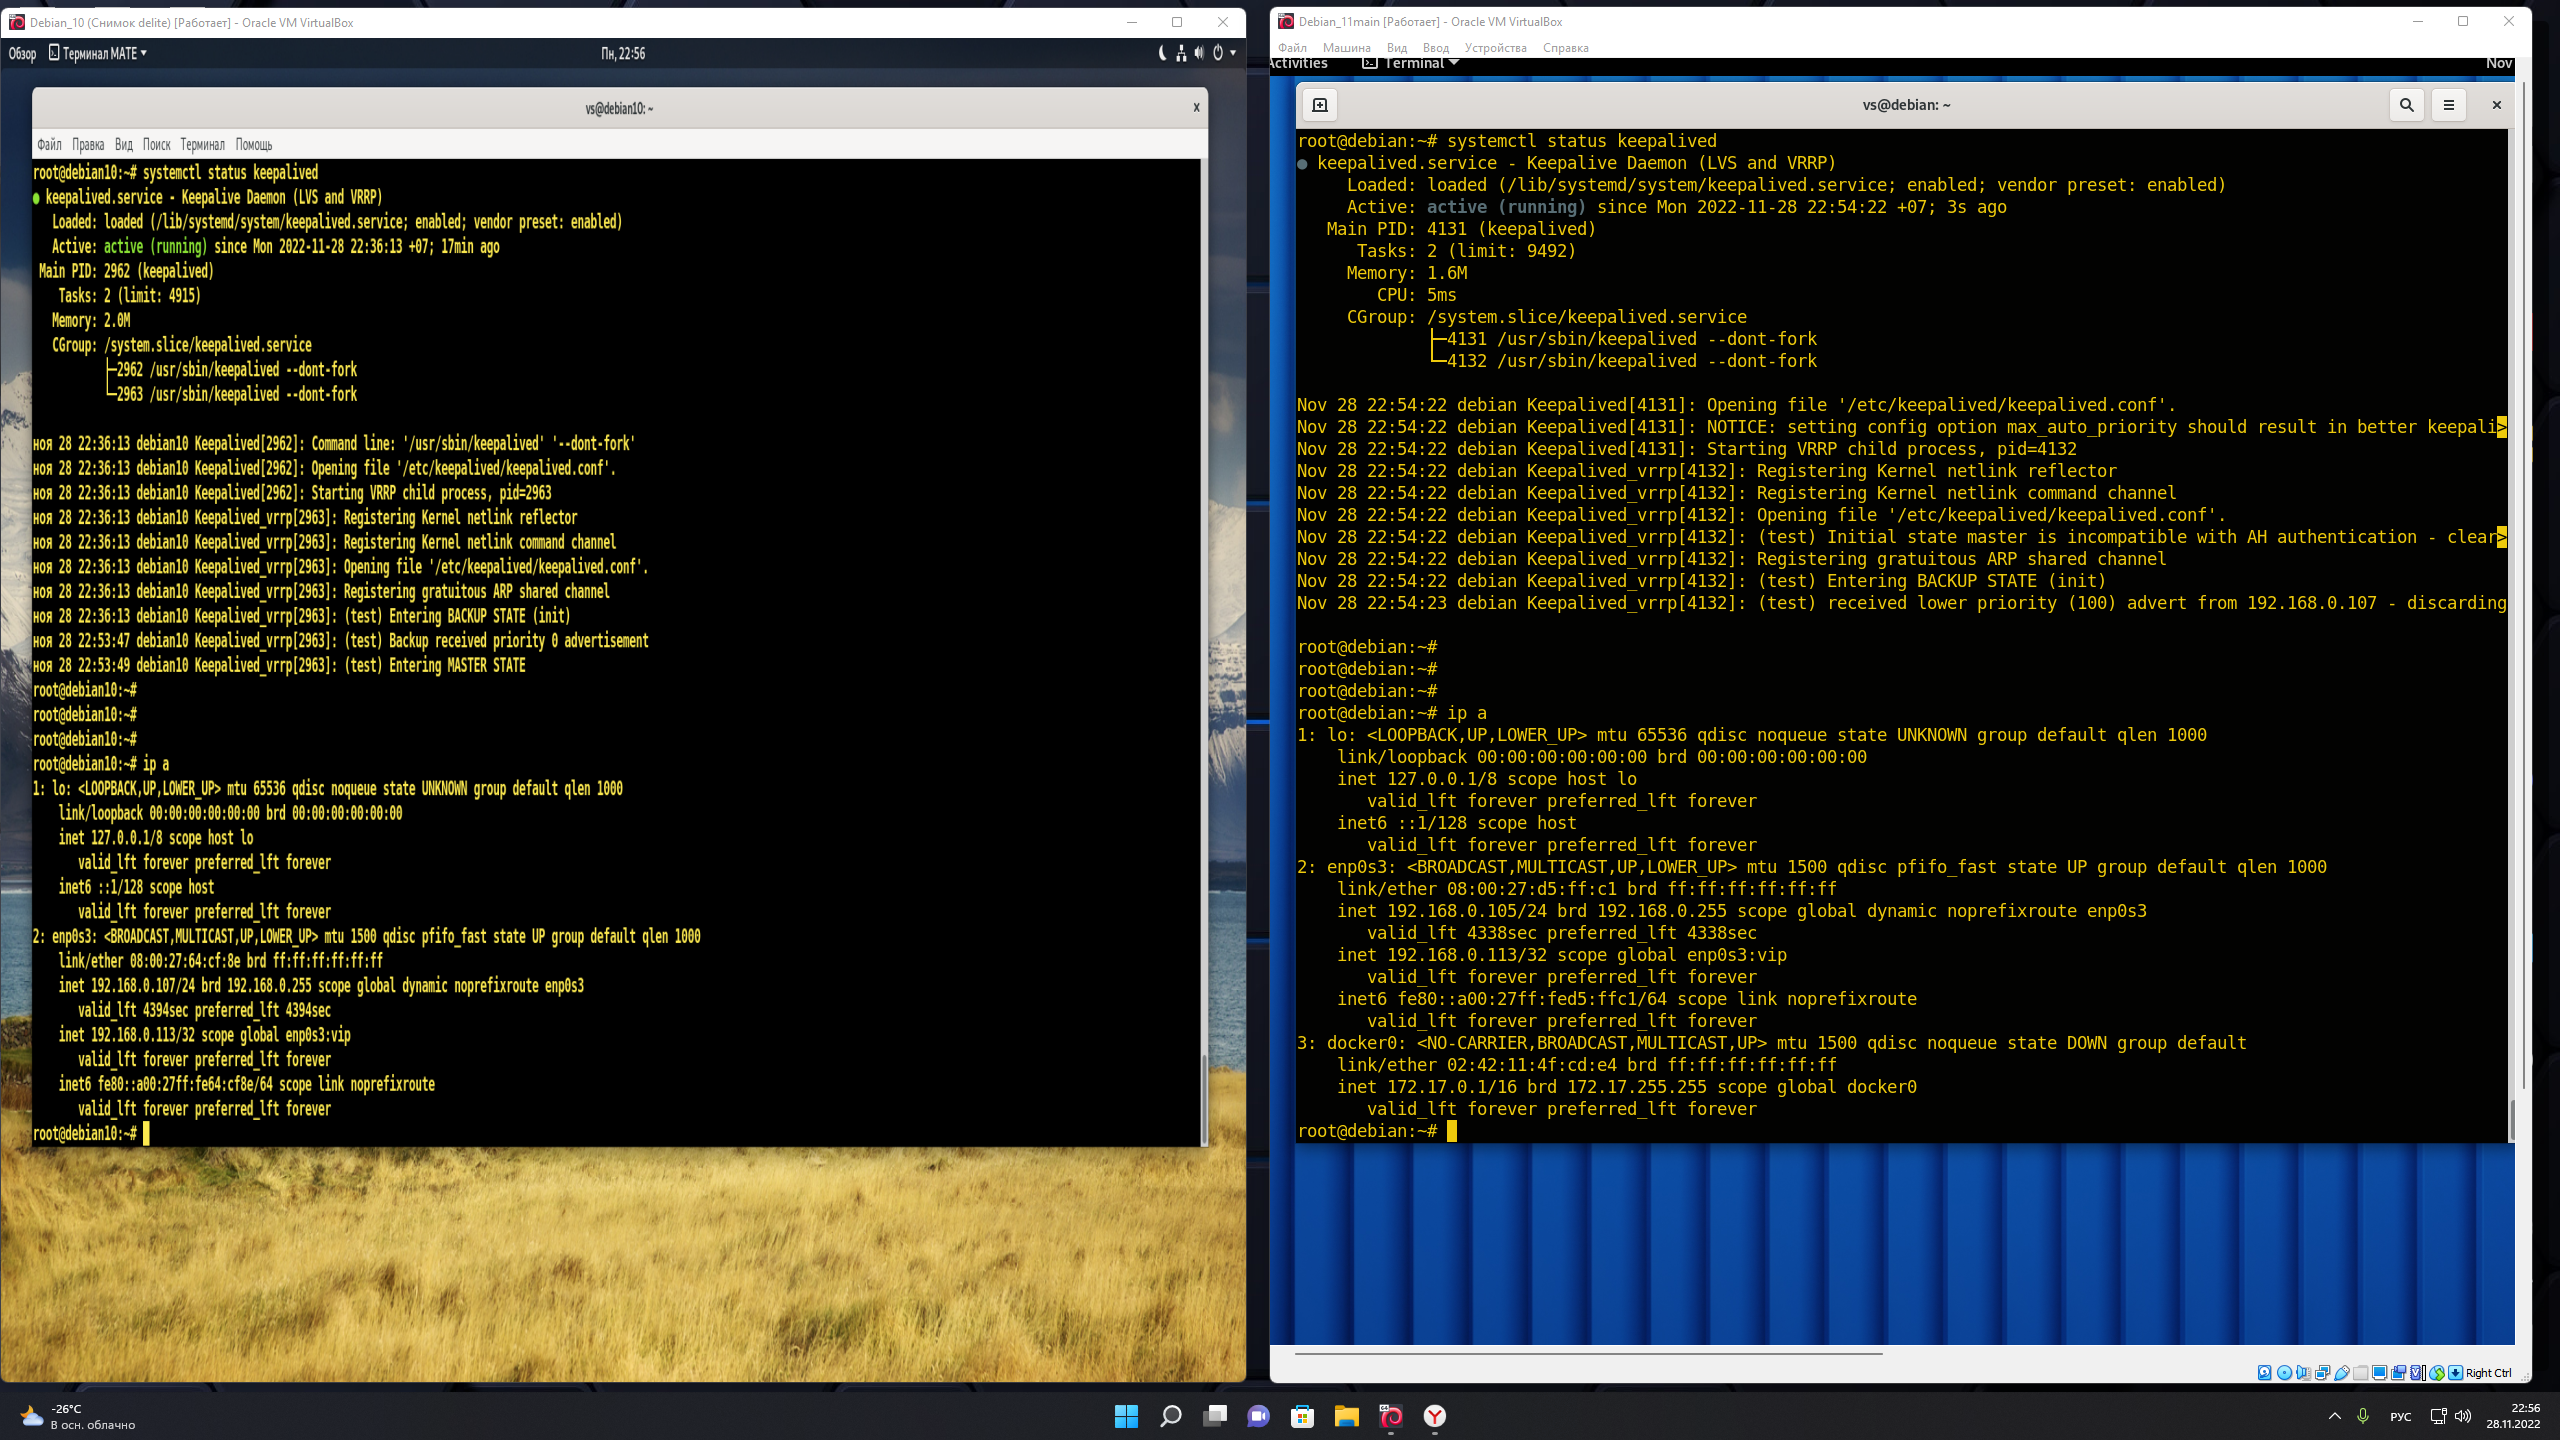 Debian_10 (Снимок delite) [Работает] - Oracle VM VirtualBox
Обзор Терминал MATE Пн, 22:56
vs@debian10: ~
Файл Правка Вид Поиск Терминал Помощь
root@debian10:~# systemctl status keepalived
● keepalived.service - Keepalive Daemon (LVS and VRRP)
Loaded: loaded (/lib/systemd/system/keepalived.service; enabled; vendor preset: enabled)
Active: active (running) since Mon 2022-11-28 22:36:13 +07; 17min ago
Main PID: 2962 (keepalived)
Tasks: 2 (limit: 4915)
Memory: 2.0M
CGroup: /system.slice/keepalived.service
├─2962 /usr/sbin/keepalived --dont-fork
└─2963 /usr/sbin/keepalived --dont-fork
ноя 28 22:36:13 debian10 Keepalived[2962]: Command line: '/usr/sbin/keepalived' '--dont-fork'
ноя 28 22:36:13 debian10 Keepalived[2962]: Opening file '/etc/keepalived/keepalived.conf'.
ноя 28 22:36:13 debian10 Keepalived[2962]: Starting VRRP child process, pid=2963
ноя 28 22:36:13 debian10 Keepalived_vrrp[2963]: Registering Kernel netlink reflector
ноя 28 22:36:13 debian10 Keepalived_vrrp[2963]: Registering Kernel netlink command channel
ноя 28 22:36:13 debian10 Keepalived_vrrp[2963]: Opening file '/etc/keepalived/keepalived.conf'.
ноя 28 22:36:13 debian10 Keepalived_vrrp[2963]: Registering gratuitous ARP shared channel
ноя 28 22:36:13 debian10 Keepalived_vrrp[2963]: (test) Entering BACKUP STATE (init)
ноя 28 22:53:47 debian10 Keepalived_vrrp[2963]: (test) Backup received priority 0 advertisement
ноя 28 22:53:49 debian10 Keepalived_vrrp[2963]: (test) Entering MASTER STATE
root@debian10:~#
root@debian10:~#
root@debian10:~#
root@debian10:~# ip a
1: lo: <LOOPBACK,UP,LOWER_UP> mtu 65536 qdisc noqueue state UNKNOWN group default qlen 1000
link/loopback 00:00:00:00:00:00 brd 00:00:00:00:00:00
inet 127.0.0.1/8 scope host lo
valid_lft forever preferred_lft forever
inet6 ::1/128 scope host
valid_lft forever preferred_lft forever
2: enp0s3: <BROADCAST,MULTICAST,UP,LOWER_UP> mtu 1500 qdisc pfifo_fast state UP group default qlen 1000
link/ether 08:00:27:64:cf:8e brd ff:ff:ff:ff:ff:ff
inet 192.168.0.107/24 brd 192.168.0.255 scope global dynamic noprefixroute enp0s3
valid_lft 4394sec preferred_lft 4394sec
inet 192.168.0.113/32 scope global enp0s3:vip
valid_lft forever preferred_lft forever
inet6 fe80::a00:27ff:fe64:cf8e/64 scope link noprefixroute
valid_lft forever preferred_lft forever
root@debian10:~#
Debian_11main [Работает] - Oracle VM VirtualBox
Файл Машина Вид Ввод Устройства Справка
Activities Terminal Nov
vs@debian: ~
root@debian:~# systemctl status keepalived
● keepalived.service - Keepalive Daemon (LVS and VRRP)
Loaded: loaded (/lib/systemd/system/keepalived.service; enabled; vendor preset: enabled)
Active: active (running) since Mon 2022-11-28 22:54:22 +07; 3s ago
Main PID: 4131 (keepalived)
Tasks: 2 (limit: 9492)
Memory: 1.6M
CPU: 5ms
CGroup: /system.slice/keepalived.service
├─4131 /usr/sbin/keepalived --dont-fork
└─4132 /usr/sbin/keepalived --dont-fork
Nov 28 22:54:22 debian Keepalived[4131]: Opening file '/etc/keepalived/keepalived.conf'.
Nov 28 22:54:22 debian Keepalived[4131]: NOTICE: setting config option max_auto_priority should result in better keepali>
Nov 28 22:54:22 debian Keepalived[4131]: Starting VRRP child process, pid=4132
Nov 28 22:54:22 debian Keepalived_vrrp[4132]: Registering Kernel netlink reflector
Nov 28 22:54:22 debian Keepalived_vrrp[4132]: Registering Kernel netlink command channel
Nov 28 22:54:22 debian Keepalived_vrrp[4132]: Opening file '/etc/keepalived/keepalived.conf'.
Nov 28 22:54:22 debian Keepalived_vrrp[4132]: (test) Initial state master is incompatible with AH authentication - clear>
Nov 28 22:54:22 debian Keepalived_vrrp[4132]: Registering gratuitous ARP shared channel
Nov 28 22:54:22 debian Keepalived_vrrp[4132]: (test) Entering BACKUP STATE (init)
Nov 28 22:54:23 debian Keepalived_vrrp[4132]: (test) received lower priority (100) advert from 192.168.0.107 - discarding
root@debian:~#
root@debian:~#
root@debian:~#
root@debian:~# ip a
1: lo: <LOOPBACK,UP,LOWER_UP> mtu 65536 qdisc noqueue state UNKNOWN group default qlen 1000
link/loopback 00:00:00:00:00:00 brd 00:00:00:00:00:00
inet 127.0.0.1/8 scope host lo
valid_lft forever preferred_lft forever
inet6 ::1/128 scope host
valid_lft forever preferred_lft forever
2: enp0s3: <BROADCAST,MULTICAST,UP,LOWER_UP> mtu 1500 qdisc pfifo_fast state UP group default qlen 1000
link/ether 08:00:27:d5:ff:c1 brd ff:ff:ff:ff:ff:ff
inet 192.168.0.105/24 brd 192.168.0.255 scope global dynamic noprefixroute enp0s3
valid_lft 4338sec preferred_lft 4338sec
inet 192.168.0.113/32 scope global enp0s3:vip
valid_lft forever preferred_lft forever
inet6 fe80::a00:27ff:fed5:ffc1/64 scope link noprefixroute
valid_lft forever preferred_lft forever
3: docker0: <NO-CARRIER,BROADCAST,MULTICAST,UP> mtu 1500 qdisc noqueue state DOWN group default
link/ether 02:42:11:4f:cd:e4 brd ff:ff:ff:ff:ff:ff
inet 172.17.0.1/16 brd 172.17.255.255 scope global docker0
valid_lft forever preferred_lft forever
root@debian:~#
Right Ctrl
-26°C
В осн. облачно
РУС
22:56
28.11.2022